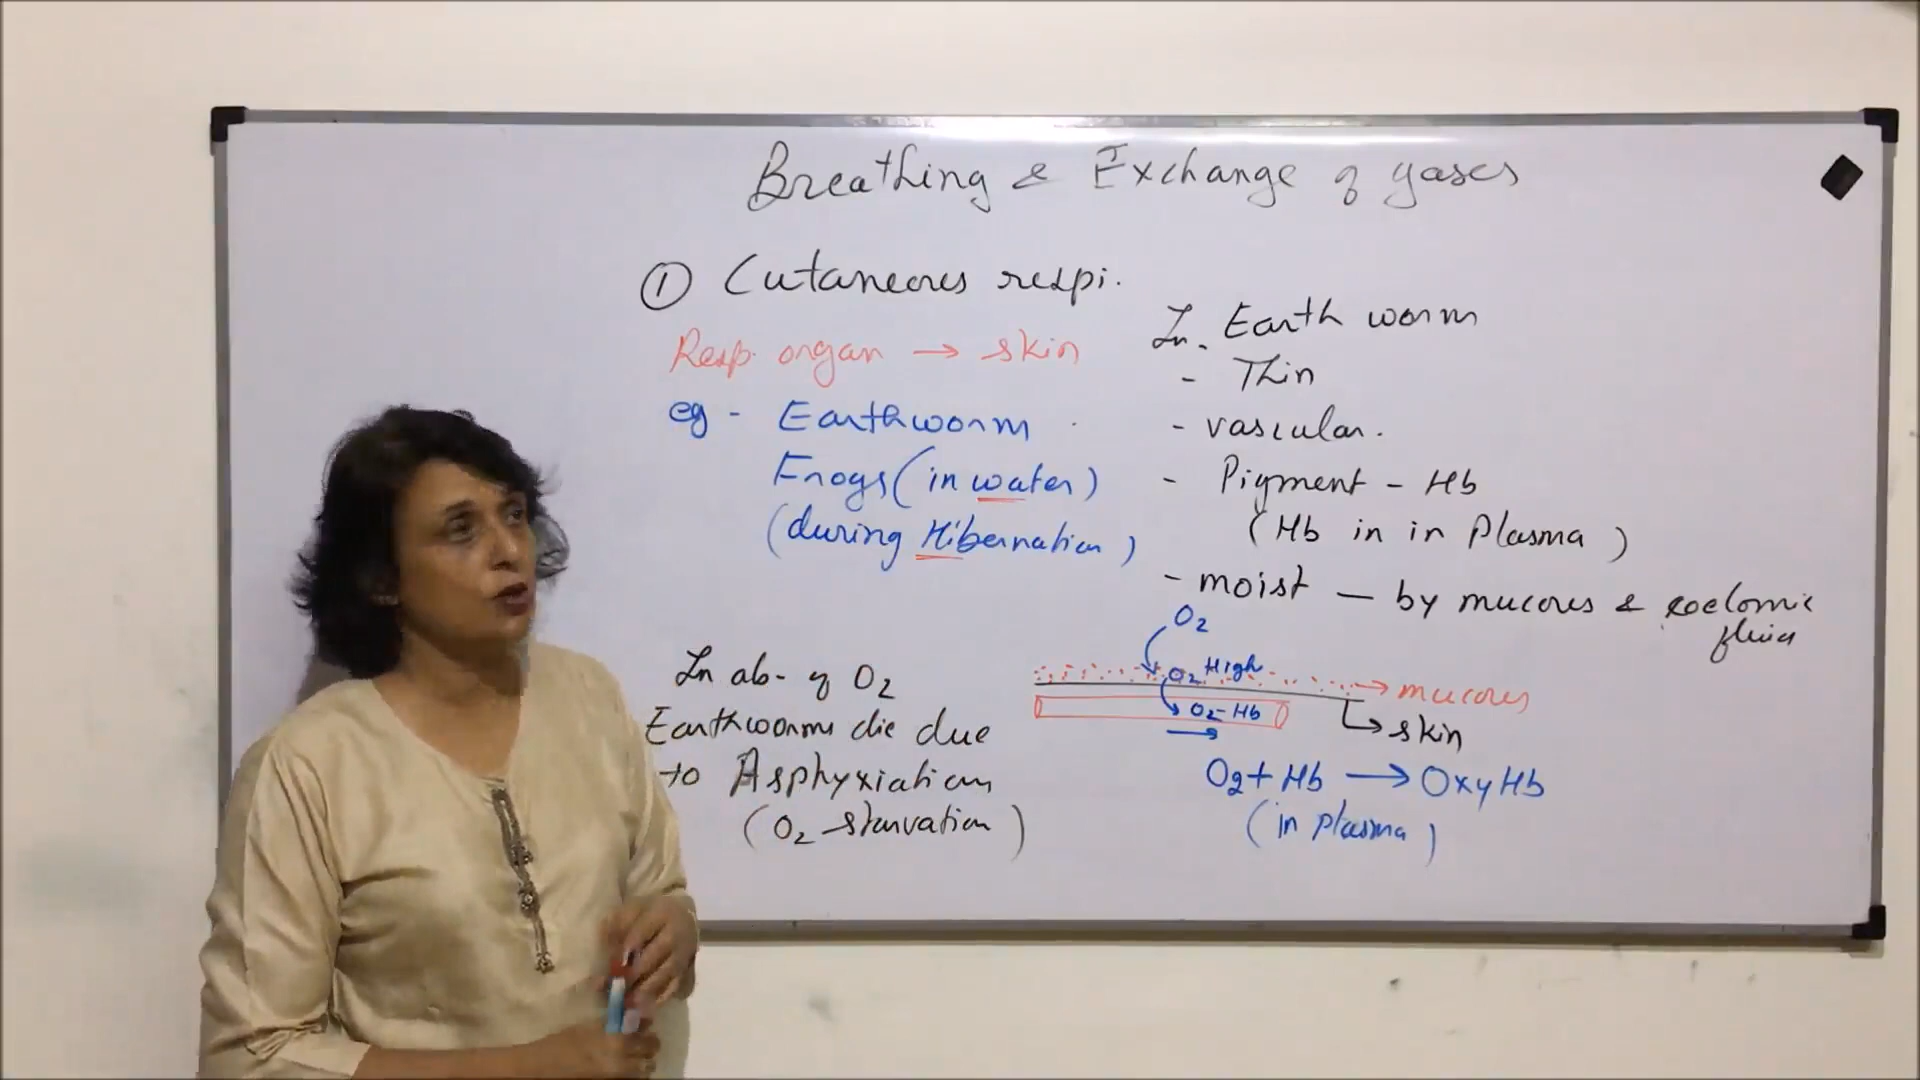 Breathing & Exchange of gases
① Cutaneous respi.
Resp. organ → skin
eg - Earthworm
Frogs (in water)
(during Hibernation)
In ab- of O2
Earthworms die due
to Asphyxiation
(O2 starvation)
In Earth worm
- Thin
- vascular.
- Pigment - Hb
(Hb in in Plasma)
- moist — by mucous & coelomic
fluid
O2
O2 High
→ mucous
O2-Hb
→ skin
O2 + Hb → OxyHb
(in plasma)